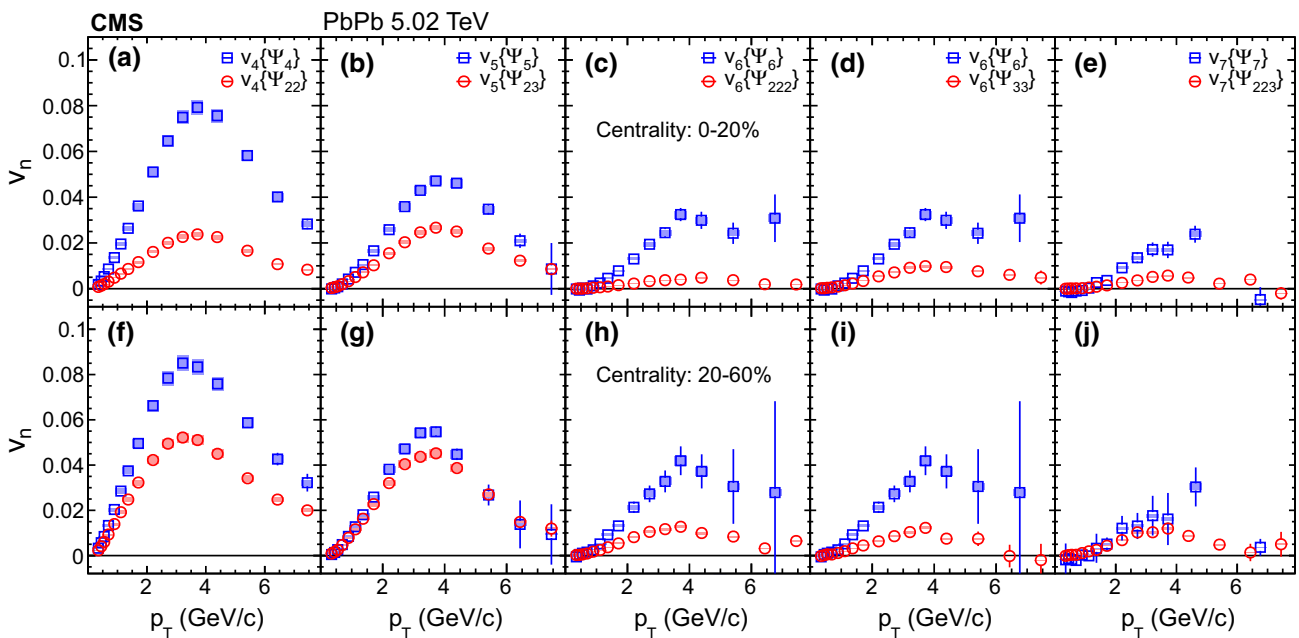 CMS PbPb 5.02 TeV
(a) v4{Ψ4} v4{Ψ22}
(b) v5{Ψ5} v5{Ψ23}
(c) v6{Ψ6} v6{Ψ222}
(d) v6{Ψ6} v6{Ψ33}
(e) v7{Ψ7} v7{Ψ223}
Centrality: 0-20%
vn
0.1
0.08
0.06
0.04
0.02
0
(f) (g) (h) (i) (j)
Centrality: 20-60%
vn
0.1
0.08
0.06
0.04
0.02
0
2 4 6 2 4 6 2 4 6 2 4 6 2 4 6
pT (GeV/c) pT (GeV/c) pT (GeV/c) pT (GeV/c) pT (GeV/c)